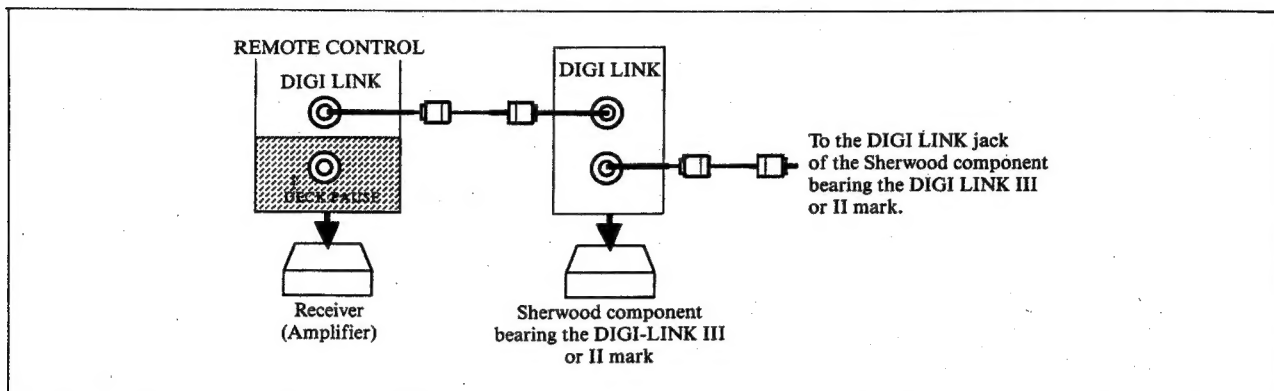 REMOTE CONTROL
DIGI LINK
DECK PAUSE
Receiver
(Amplifier)
DIGI LINK
Sherwood component
bearing the DIGI-LINK III
or II mark
To the DIGI LINK jack
of the Sherwood component
bearing the DIGI LINK III
or II mark.